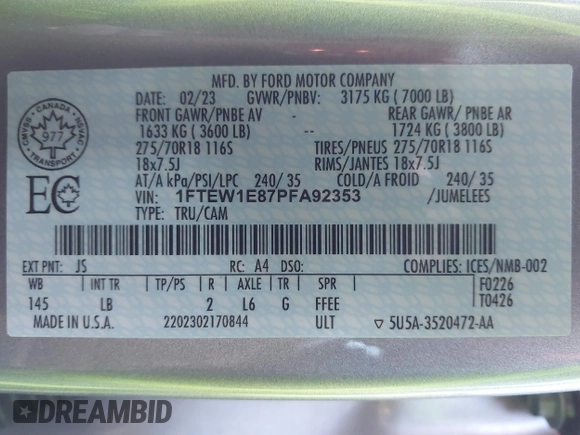 MFD. BY FORD MOTOR COMPANY
DATE: 02/23 GVWR/PNBV: 3175 KG ( 7000 LB)
FRONT GAWR/PNBE AV - REAR GAWR/ PNBE AR
1633 KG ( 3600 LB) -- 1724 KG ( 3800 LB)
275/70R18 116S TIRES/PNEUS 275/70R18 116S
18x7.5J RIMS/JANTES 18x7.5J
AT/A kPa/PSI/LPC 240/ 35 COLD/A FROID 240/ 35
VIN: 1FTEW1E87PFA92353 /JUMELEES
TYPE: TRU/CAM
CANADA
CMVSS - NSVAC
977
TRANSPORT
EC
EXT PNT: JS RC: A4 DSO: COMPLIES: ICES/NMB-002
WB INT TR TP/PS R AXLE TR SPR F0226
145 LB 2 L6 G FFEE T0426
MADE IN U.S.A. 2202302170844 ULT ▽ 5U5A-3520472-AA
DREAMBID